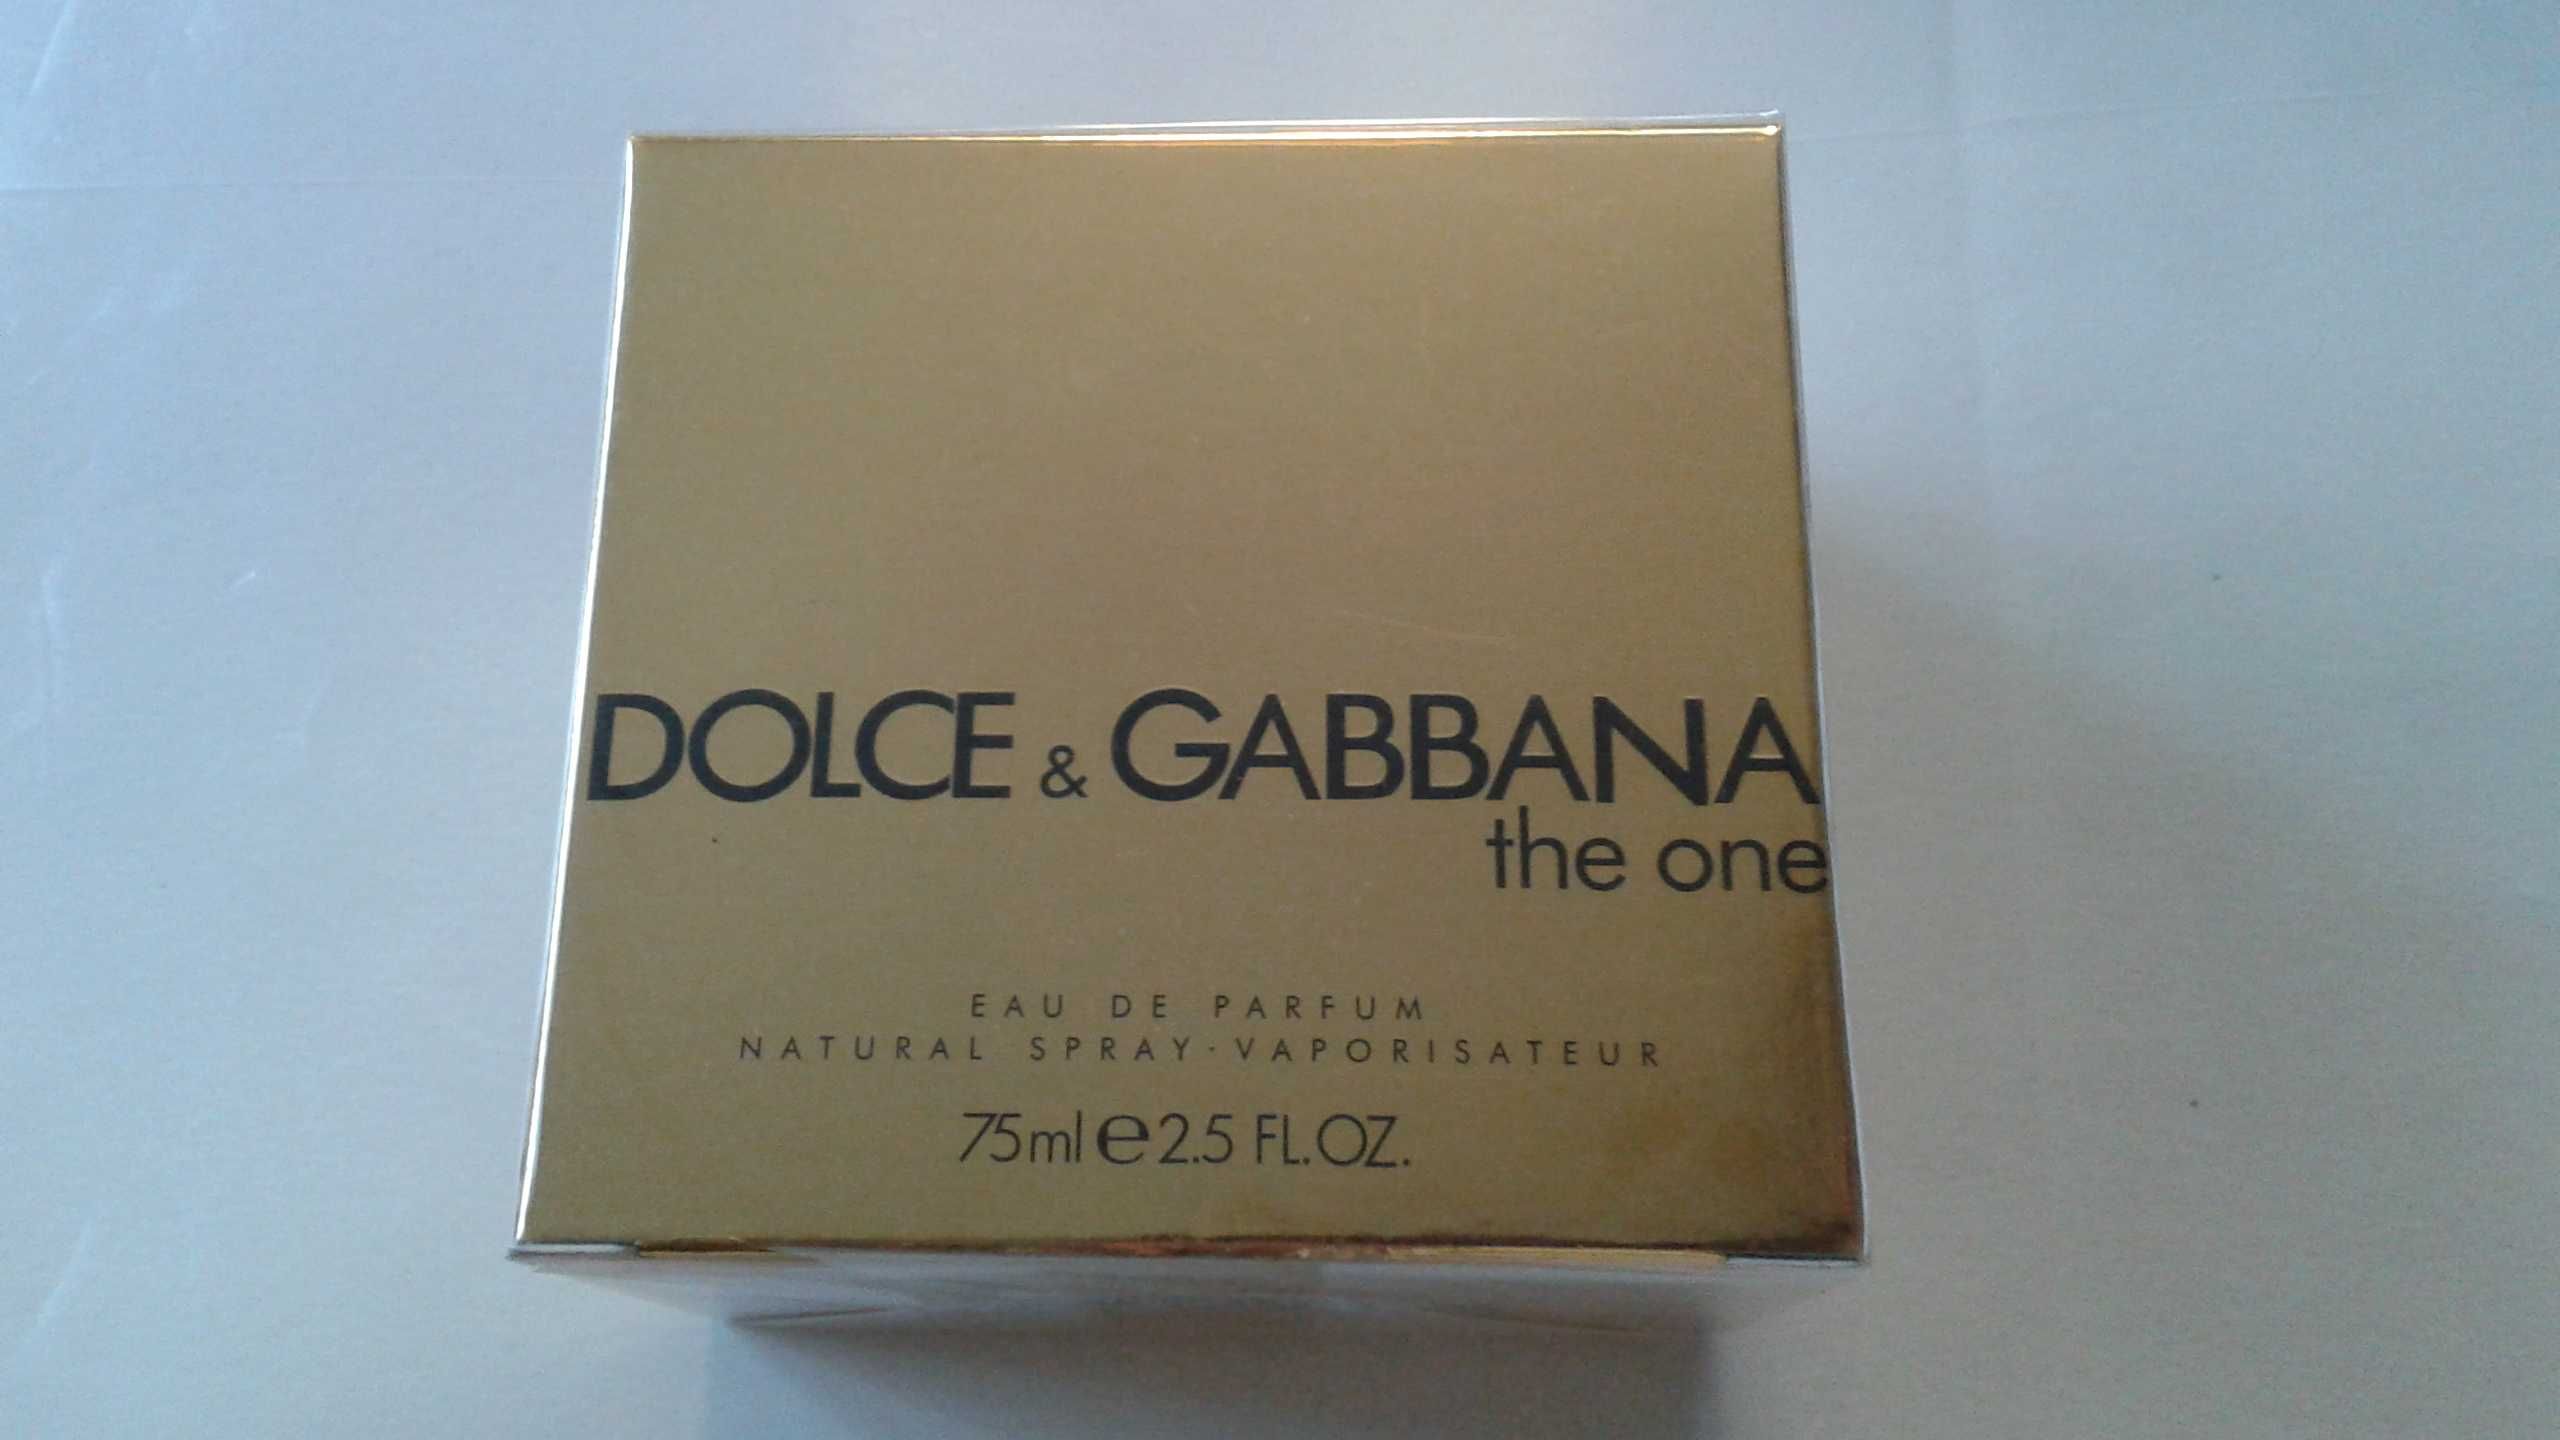 DOLCE & GABBANA
the one
EAU DE PARFUM
NATURAL SPRAY·VAPORISATEUR
75ml e 2.5 FL.OZ.